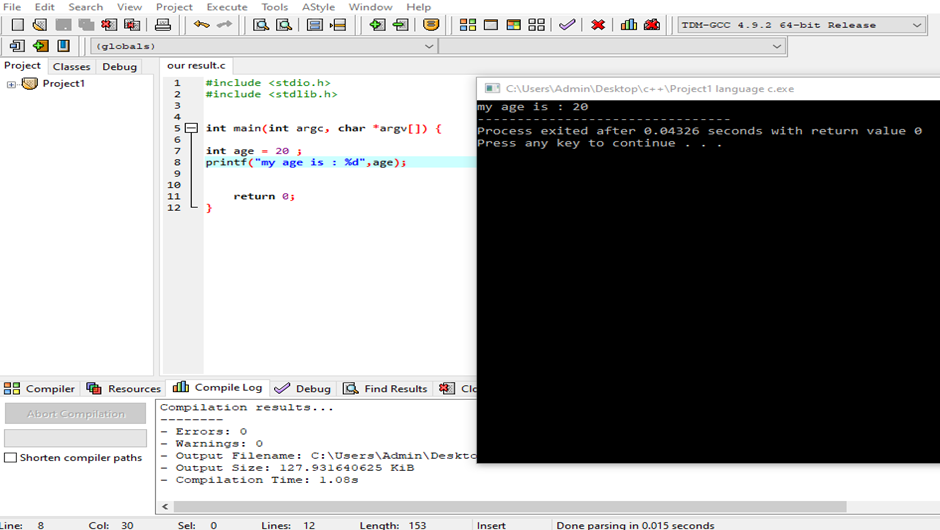 File Edit Search View Project Execute Tools AStyle Window Help
TDM-GCC 4.9.2 64-bit Release
(globals)
Project Classes Debug
Project1
our result.c
1 #include <stdio.h>
2 #include <stdlib.h>
3
4
5 int main(int argc, char *argv[]) {
6
7 int age = 20 ;
8 printf("my age is : %d",age);
9
10
11 return 0;
12 }
C:\Users\Admin\Desktop\c++\Project1 language c.exe
my age is : 20
--------------------------------
Process exited after 0.04326 seconds with return value 0
Press any key to continue . . .
Compiler Resources Compile Log Debug Find Results
Abort Compilation
Shorten compiler paths
Compilation results...
--------
- Errors: 0
- Warnings: 0
- Output Filename: C:\Users\Admin\Deskto
- Output Size: 127.931640625 KiB
- Compilation Time: 1.08s
Line: 8 Col: 30 Sel: 0 Lines: 12 Length: 153 Insert Done parsing in 0.015 seconds